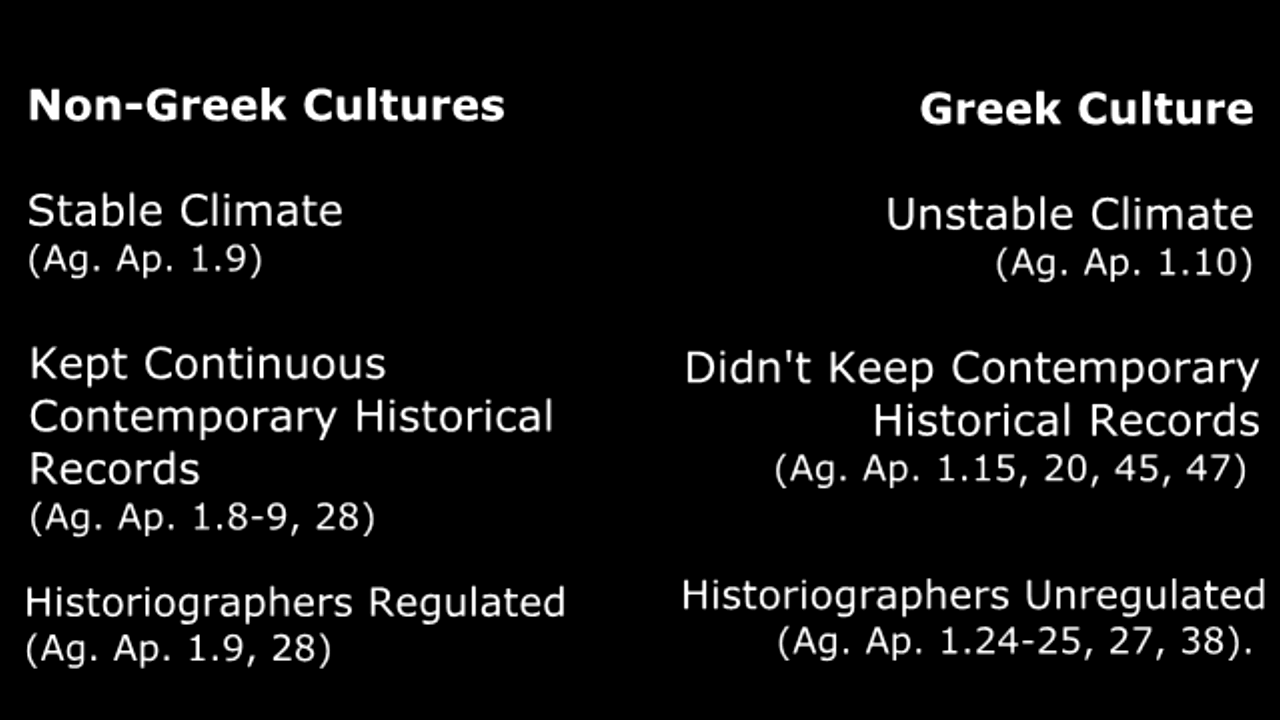 Non-Greek Cultures
Stable Climate
(Ag. Ap. 1.9)
Kept Continuous
Contemporary Historical
Records
(Ag. Ap. 1.8-9, 28)
Historiographers Regulated
(Ag. Ap. 1.9, 28)
Greek Culture
Unstable Climate
(Ag. Ap. 1.10)
Didn't Keep Contemporary
Historical Records
(Ag. Ap. 1.15, 20, 45, 47)
Historiographers Unregulated
(Ag. Ap. 1.24-25, 27, 38).